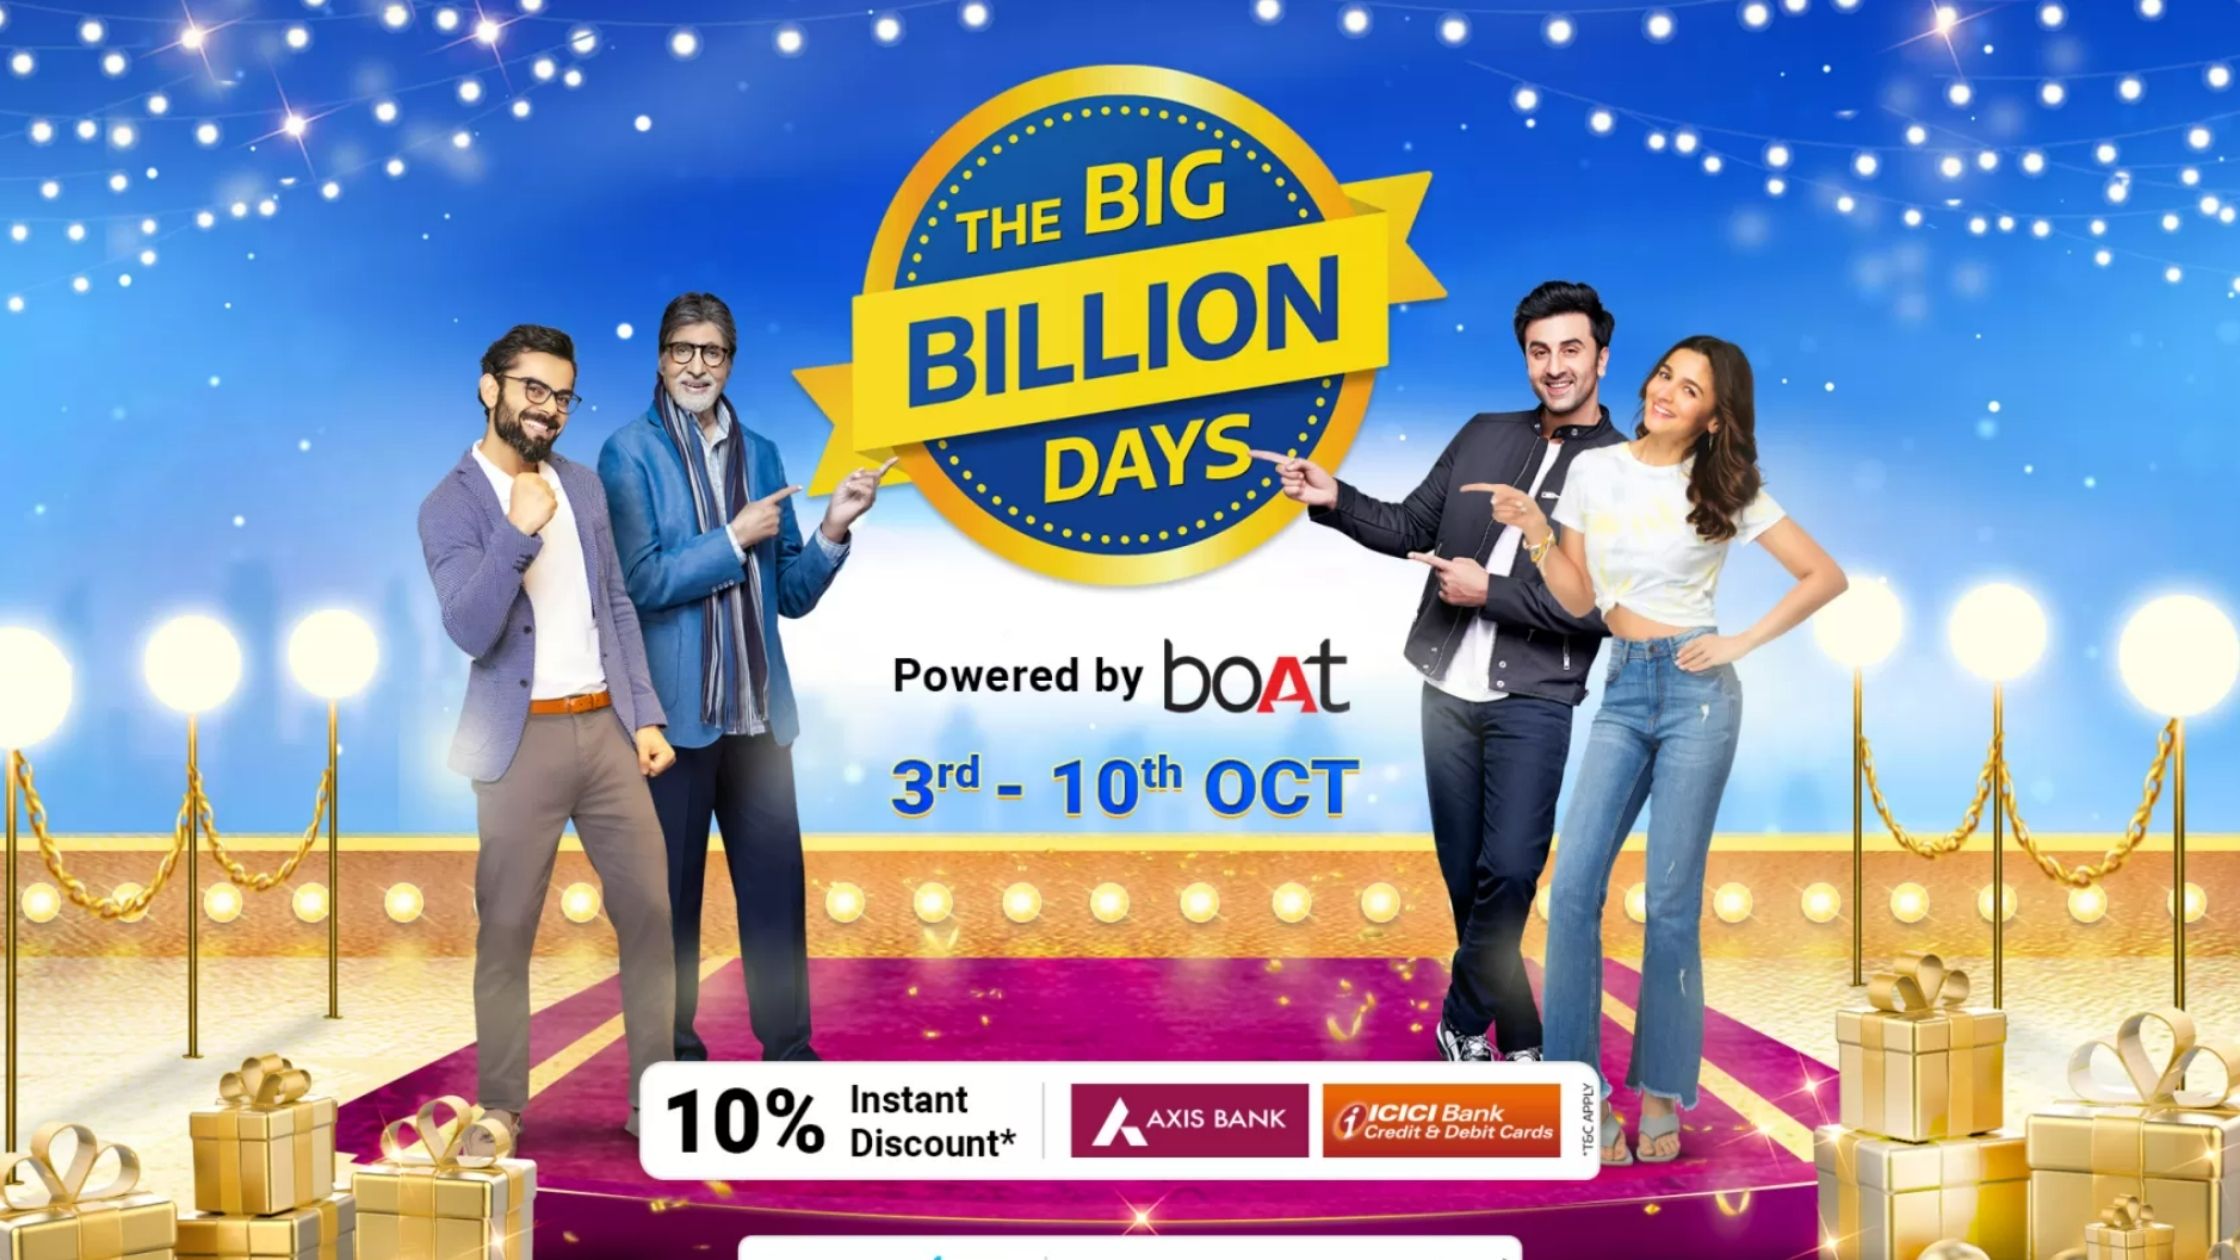 THE BIG
BILLION
DAYS
Powered by boAt
3rd - 10th OCT
10% Instant
Discount*
AXIS BANK
ICICI Bank
Credit & Debit Cards
*T&C APPLY